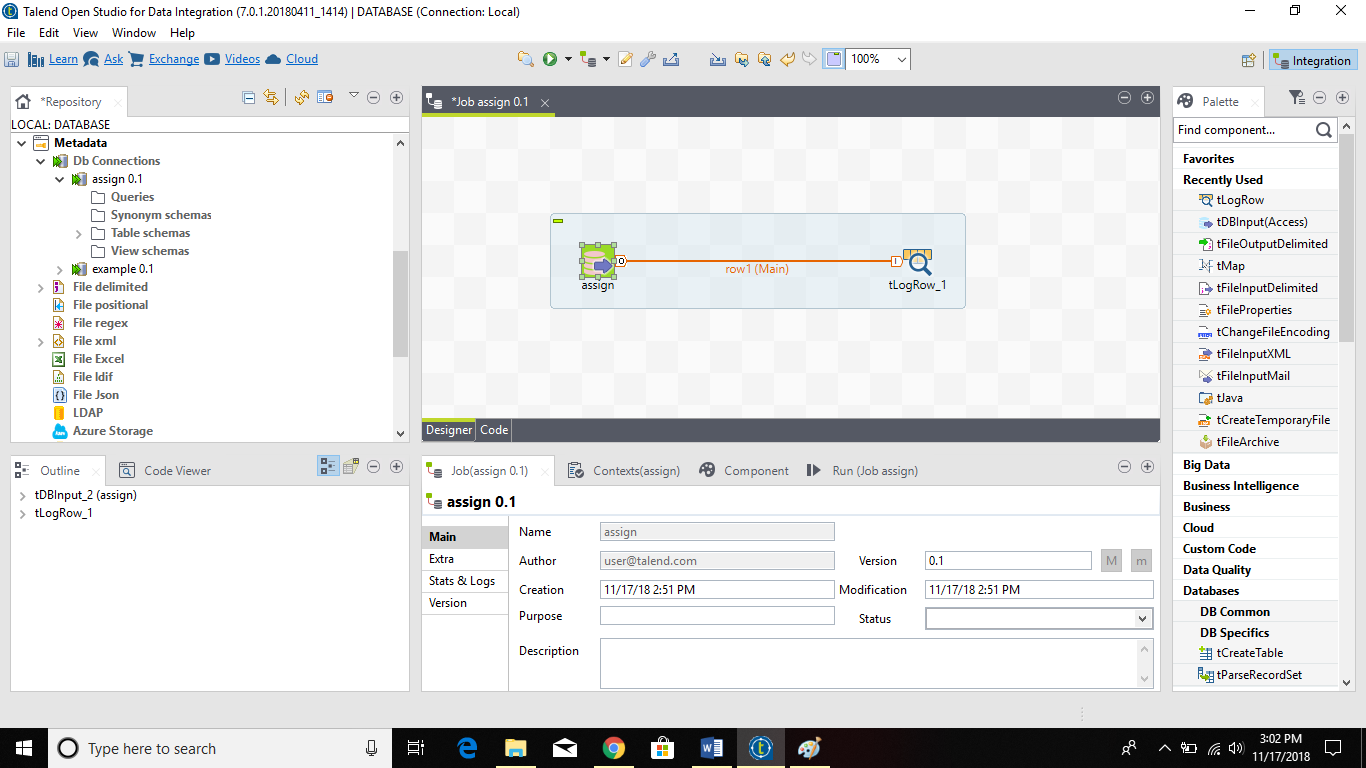 Talend Open Studio for Data Integration (7.0.1.20180411_1414) | DATABASE (Connection: Local)
File Edit View Window Help
Learn Ask Exchange Videos Cloud 100% Integration
*Repository
LOCAL: DATABASE
Metadata
Db Connections
assign 0.1
Queries
Synonym schemas
Table schemas
View schemas
example 0.1
File delimited
File positional
File regex
File xml
File Excel
File ldif
File Json
LDAP
Azure Storage
*Job assign 0.1
assign
row1 (Main)
tLogRow_1
Designer Code
Palette
Find component...
Favorites
Recently Used
tLogRow
tDBInput(Access)
tFileOutputDelimited
tMap
tFileInputDelimited
tFileProperties
tChangeFileEncoding
tFileInputXML
tFileInputMail
tJava
tCreateTemporaryFile
tFileArchive
Big Data
Business Intelligence
Business
Cloud
Custom Code
Data Quality
Databases
DB Common
DB Specifics
tCreateTable
tParseRecordSet
Outline Code Viewer
tDBInput_2 (assign)
tLogRow_1
Job(assign 0.1) Contexts(assign) Component Run (Job assign)
assign 0.1
Main
Extra
Stats & Logs
Version
Name assign
Author user@talend.com Version 0.1 M m
Creation 11/17/18 2:51 PM Modification 11/17/18 2:51 PM
Purpose Status
Description
Type here to search
3:02 PM
11/17/2018